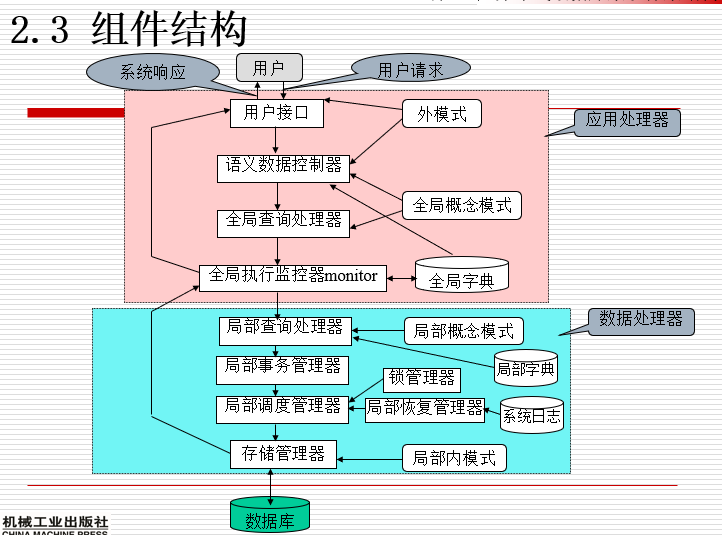 2.3 组件结构
系统响应
用户
用户请求
用户接口
外模式
应用处理器
语义数据控制器
全局查询处理器
全局概念模式
全局执行监控器monitor
全局字典
局部查询处理器
局部概念模式
数据处理器
局部事务管理器
局部字典
锁管理器
局部调度管理器
局部恢复管理器
系统日志
存储管理器
局部内模式
数据库
机械工业出版社
CHINA MACHINE PRESS